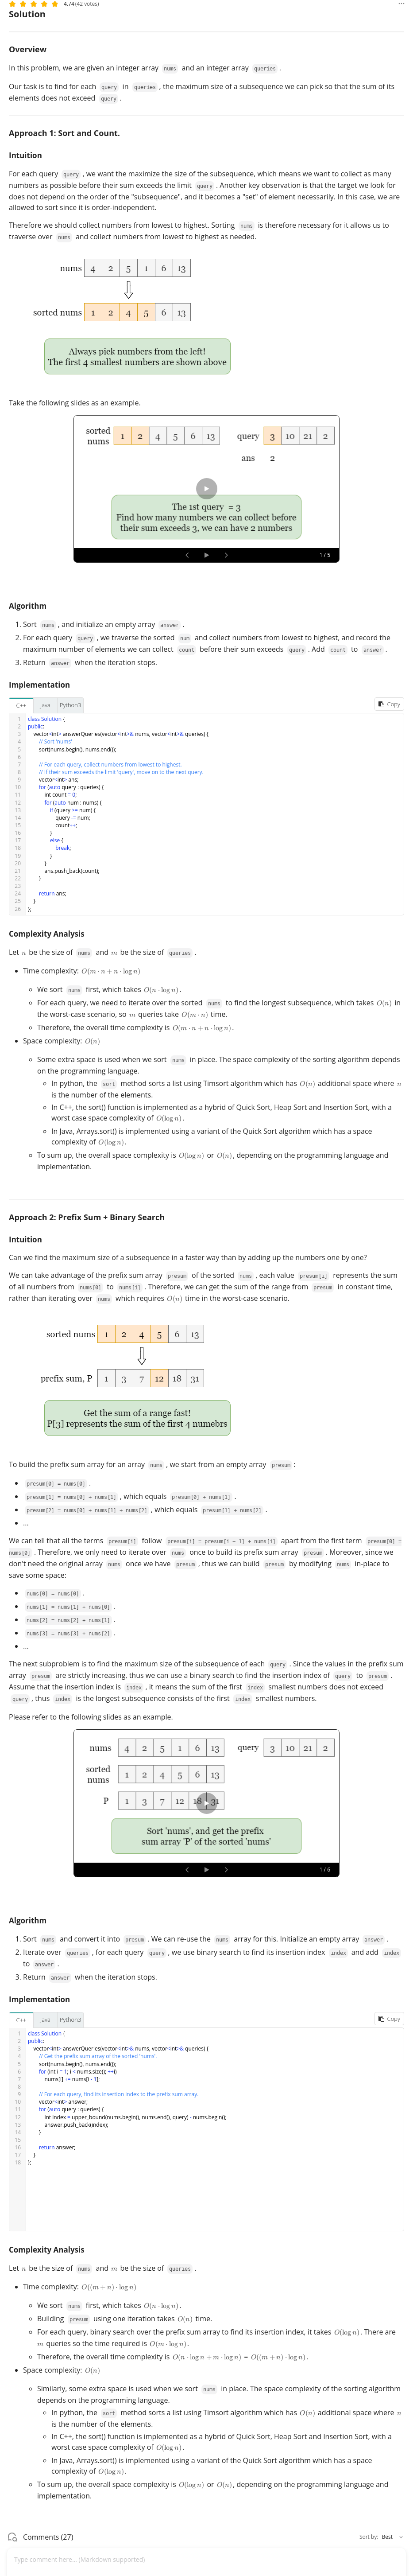 4.74 (42 votes)
Solution
Overview
In this problem, we are given an integer array nums and an integer array queries .
Our task is to find for each query in queries , the maximum size of a subsequence we can pick so that the sum of its
elements does not exceed query .
Approach 1: Sort and Count.
Intuition
For each query query , we want the maximize the size of the subsequence, which means we want to collect as many
numbers as possible before their sum exceeds the limit query . Another key observation is that the target we look for
does not depend on the order of the "subsequence", and it becomes a "set" of element necessarily. In this case, we are
allowed to sort it is order-independent.
Therefore we should collect numbers from lowest to highest. Sorting nums is therefore necessary for it allows us to
traverse over nums and collect numbers from lowest to highest as needed.
nums 4 2 5 1 6 13
sorted nums 1 2 4 5 6 13
Always pick numbers from the left!
The first 4 smallest numbers are shown above
Take the following slides as an example.
sorted
nums
1 2 4 5 6 13
query 3 10 21 2
ans 2
The 1st query = 3
Find how many numbers we can collect before
their sum exceeds 3, we can have 2 numbers
1 / 5
Algorithm
1. Sort nums , and initialize an empty array answer .
2. For each query query , we traverse the sorted num and collect numbers from lowest to highest, and record the
maximum number of elements we can collect count before their sum exceeds query . Add count to answer .
3. Return answer when the iteration stops.
Implementation
C++ Java Python3 Copy
1 class Solution {
2 public:
3 vector<int> answerQueries(vector<int>& nums, vector<int>& queries) {
4 // Sort 'nums'
5 sort(nums.begin(), nums.end());
6
7 // For each query, collect numbers from lowest to highest.
8 // If their sum exceeds the limit 'query', move on to the next query.
9 vector<int> ans;
10 for (auto query : queries) {
11 int count = 0;
12 for (auto num : nums) {
13 if (query >= num) {
14 query -= num;
15 count++;
16 }
17 else {
18 break;
19 }
20 }
21 ans.push_back(count);
22 }
23
24 return ans;
25 }
26 };
Complexity Analysis
Let n be the size of nums and m be the size of queries .
• Time complexity: O(m · n + n · log n)
○ We sort nums first, which takes O(n · log n).
○ For each query, we need to iterate over the sorted nums to find the longest subsequence, which takes O(n) in
the worst-case scenario, so m queries take O(m · n) time.
○ Therefore, the overall time complexity is O(m · n + n · log n).
• Space complexity: O(n)
○ Some extra space is used when we sort nums in place. The space complexity of the sorting algorithm depends
on the programming language.
▪ In python, the sort method sorts a list using Timsort algorithm which has O(n) additional space where n
is the number of the elements.
▪ In C++, the sort() function is implemented as a hybrid of Quick Sort, Heap Sort and Insertion Sort, with a
worst case space complexity of O(log n).
▪ In Java, Arrays.sort() is implemented using a variant of the Quick Sort algorithm which has a space
complexity of O(log n).
○ To sum up, the overall space complexity is O(log n) or O(n), depending on the programming language and
implementation.
Approach 2: Prefix Sum + Binary Search
Intuition
Can we find the maximum size of a subsequence in a faster way than by adding up the numbers one by one?
We can take advantage of the prefix sum array presum of the sorted nums , each value presum[i] represents the sum
of all numbers from nums[0] to nums[i] . Therefore, we can get the sum of the range from presum in constant time,
rather than iterating over nums which requires O(n) time in the worst-case scenario.
sorted nums 1 2 4 5 6 13
prefix sum, P 1 3 7 12 18 31
Get the sum of a range fast!
P[3] represents the sum of the first 4 numebrs
To build the prefix sum array for an array nums , we start from an empty array presum :
• presum[0] = nums[0] .
• presum[1] = nums[0] + nums[1] , which equals presum[0] + nums[1] .
• presum[2] = nums[0] + nums[1] + nums[2] , which equals presum[1] + nums[2] .
• ...
We can tell that all the terms presum[i] follow presum[i] = presum[i - 1] + nums[i] apart from the first term presum[0] =
nums[0] . Therefore, we only need to iterate over nums once to build its prefix sum array presum . Moreover, since we
don't need the original array nums once we have presum , thus we can build presum by modifying nums in-place to
save some space:
• nums[0] = nums[0] .
• nums[1] = nums[1] + nums[0] .
• nums[2] = nums[2] + nums[1] .
• nums[3] = nums[3] + nums[2] .
• ...
The next subproblem is to find the maximum size of the subsequence of each query . Since the values in the prefix sum
array presum are strictly increasing, thus we can use a binary search to find the insertion index of query to presum .
Assume that the insertion index is index , it means the sum of the first index smallest numbers does not exceed
query , thus index is the longest subsequence consists of the first index smallest numbers.
Please refer to the following slides as an example.
nums 4 2 5 1 6 13
query 3 10 21 2
sorted
nums
1 2 4 5 6 13
P 1 3 7 12 18 31
Sort 'nums', and get the prefix
sum array 'P' of the sorted 'nums'
1 / 6
Algorithm
1. Sort nums and convert it into presum . We can re-use the nums array for this. Initialize an empty array answer .
2. Iterate over queries , for each query query , we use binary search to find its insertion index index and add index
to answer .
3. Return answer when the iteration stops.
Implementation
C++ Java Python3 Copy
1 class Solution {
2 public:
3 vector<int> answerQueries(vector<int>& nums, vector<int>& queries) {
4 // Get the prefix sum array of the sorted 'nums'.
5 sort(nums.begin(), nums.end());
6 for (int i = 1; i < nums.size(); ++i)
7 nums[i] += nums[i - 1];
8
9 // For each query, find its insertion index to the prefix sum array.
10 vector<int> answer;
11 for (auto query : queries) {
12 int index = upper_bound(nums.begin(), nums.end(), query) - nums.begin();
13 answer.push_back(index);
14 }
15
16 return answer;
17 }
18 };
Complexity Analysis
Let n be the size of nums and m be the size of queries .
• Time complexity: O((m + n) · log n)
○ We sort nums first, which takes O(n · log n).
○ Building presum using one iteration takes O(n) time.
○ For each query, binary search over the prefix sum array to find its insertion index, it takes O(log n). There are
m queries so the time required is O(m · log n).
○ Therefore, the overall time complexity is O(n · log n + m · log n) = O((m + n) · log n).
• Space complexity: O(n)
○ Similarly, some extra space is used when we sort nums in place. The space complexity of the sorting algorithm
depends on the programming language.
▪ In python, the sort method sorts a list using Timsort algorithm which has O(n) additional space where n
is the number of the elements.
▪ In C++, the sort() function is implemented as a hybrid of Quick Sort, Heap Sort and Insertion Sort, with a
worst case space complexity of O(log n).
▪ In Java, Arrays.sort() is implemented using a variant of the Quick Sort algorithm which has a space
complexity of O(log n).
○ To sum up, the overall space complexity is O(log n) or O(n), depending on the programming language and
implementation.
Comments (27) Sort by: Best
Type comment here... (Markdown supported)